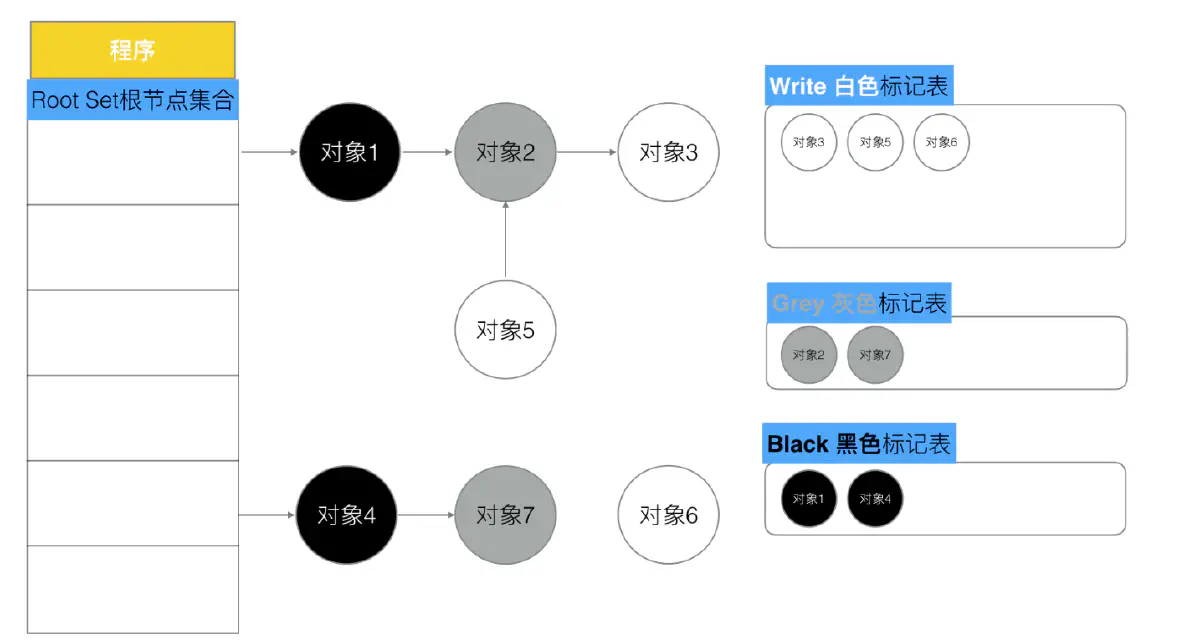 程序
Root Set根节点集合
对象1
对象2
对象3
对象5
对象4
对象7
对象6
Write 白色标记表
对象3
对象5
对象6
Grey 灰色标记表
对象2
对象7
Black 黑色标记表
对象1
对象4